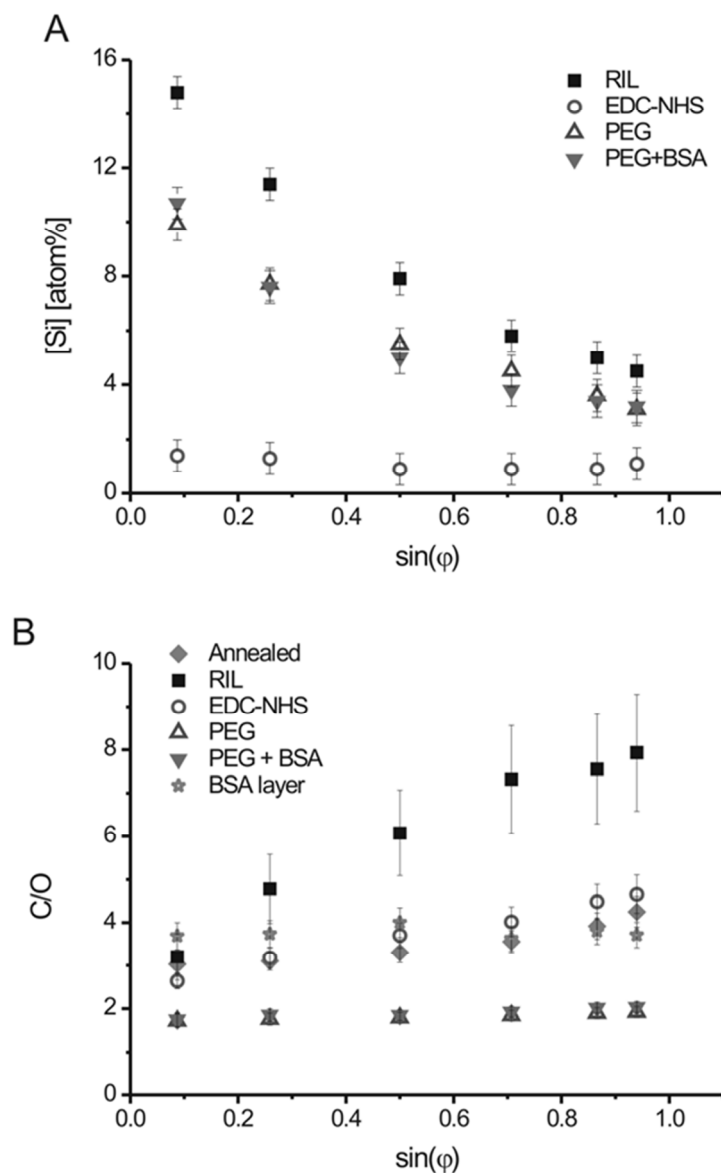 A
16
12
8
4
0
[Si] [atom%]
RIL
EDC-NHS
PEG
PEG+BSA
0.0 0.2 0.4 0.6 0.8 1.0
sin(φ)
B
10
8
6
4
2
0
C/O
Annealed
RIL
EDC-NHS
PEG
PEG + BSA
BSA layer
0.0 0.2 0.4 0.6 0.8 1.0
sin(φ)